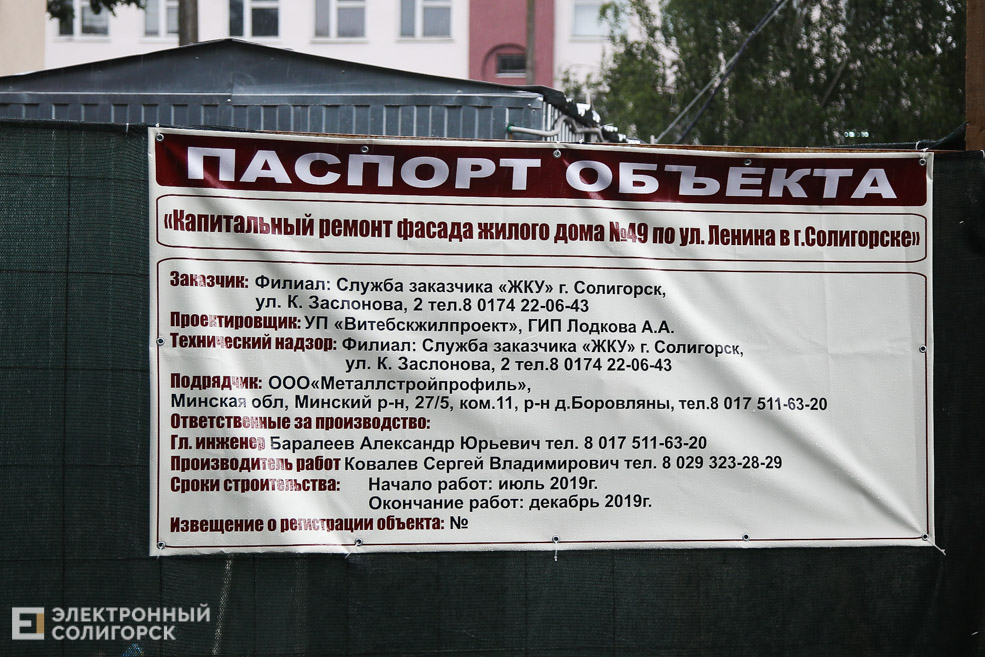 ПАСПОРТ ОБЪЕКТА
«Капитальный ремонт фасада жилого дома №49 по ул. Ленина в г.Солигорске»
Заказчик: Филиал: Служба заказчика «ЖКУ» г. Солигорск,
ул. К. Заслонова, 2 тел.8 0174 22-06-43
Проектировщик: УП «Витебскжилпроект», ГИП Лодкова А.А.
Технический надзор: Филиал: Служба заказчика «ЖКУ» г. Солигорск,
ул. К. Заслонова, 2 тел.8 0174 22-06-43
Подрядчик: ООО«Металлстройпрофиль»,
Минская обл, Минский р-н, 27/5, ком.11, р-н д.Боровляны, тел.8 017 511-63-20
Ответственные за производство:
Гл. инженер Баралеев Александр Юрьевич тел. 8 017 511-63-20
Производитель работ Ковалев Сергей Владимирович тел. 8 029 323-28-29
Сроки строительства: Начало работ: июль 2019г.
Окончание работ: декабрь 2019г.
Извещение о регистрации объекта: №
ЭЛЕКТРОННЫЙ
СОЛИГОРСК